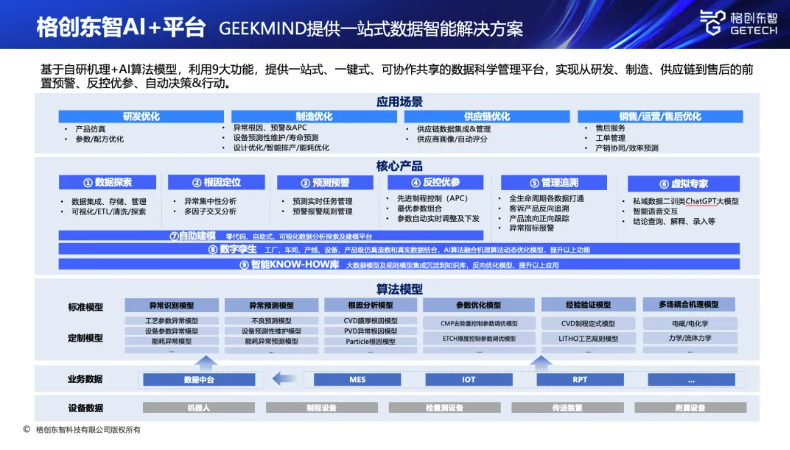 格创东智AI+平台 GEEKMIND提供一站式数据智能解决方案
格创东智
GETECH
基于自研机理+AI算法模型，利用9大功能，提供一站式、一键式、可协作共享的数据科学管理平台，实现从研发、制造、供应链到售后的前
置预警、反控优参、自动决策&行动。
应用场景
研发优化
• 产品仿真
• 参数/配方优化
制造优化
• 异常根因、预警&APC
• 设备预测性维护/寿命预测
• 设计优化/智能排产/能耗优化
供应链优化
• 供应链数据集成&管理
• 供应商画像/自动评分
销售/运营/售后优化
• 售后服务
• 工单管理
• 产销协同/效率预测
核心产品
① 数据探索
• 数据集成、存储、管理
• 可视化/ETL/清洗/探索
② 根因定位
• 异常集中性分析
• 多因子交叉分析
③ 预测预警
• 预测实时任务管理
• 预警报警规则管理
④ 反控优参
• 先进制程控制（APC）
• 最优参数组合
• 参数自动实时调整及下发
⑤ 管理追溯
• 全生命周期各数据打通
• 客诉产品反向追溯
• 产品流向正向跟踪
• 异常指标报警
⑥ 虚拟专家
• 私域数据二训类ChatGPT大模型
• 智能语音交互
• 结论查询、解释、录入等
⑦自助建模 零代码、自助式、可视化数据分析探索及建模平台
⑧ 数字孪生 工厂、车间、产线、设备、产品级仿真造数和真实数据结合，AI算法融合机理算法动态优化模型，提升以上功能
⑨ 智能KNOW-HOW库 大数据模型及规则模型集成沉淀到知识库，反向优化模型，提升以上应用
算法模型
标准模型
异常识别模型
异常预测模型
根因分析模型
参数优化模型
经验验证模型
多场耦合机理模型
定制模型
工艺参数异常模型
设备参数异常模型
能耗异常模型
...
不良预测模型
设备预测性维护模型
能耗异常预测模型
...
CVD膜厚根因模型
PVD异常根因模型
Particle根因模型
...
CMP去除量控制参数调优模型
ETCH厚度控制参数调优模型
...
CVD制程定式模型
LITHO工艺规则模型
...
电磁/电化学
力学/流体力学
...
业务数据
数据中台
MES
IOT
RPT
...
设备数据
机器人
制程设备
检量测设备
传送装置
附属设备
© 格创东智科技有限公司版权所有